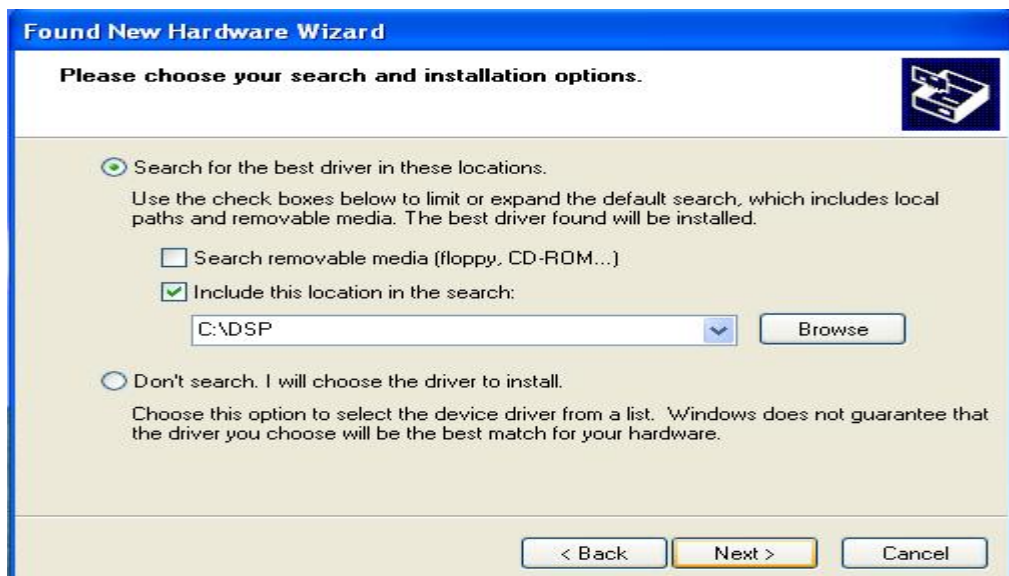 Found New Hardware Wizard
Please choose your search and installation options.
Search for the best driver in these locations.
Use the check boxes below to limit or expand the default search, which includes local
paths and removable media. The best driver found will be installed.
Search removable media (floppy, CD-ROM...)
Include this location in the search:
C:\DSP
Browse
Don't search. I will choose the driver to install.
Choose this option to select the device driver from a list. Windows does not guarantee that
the driver you choose will be the best match for your hardware.
< Back
Next >
Cancel